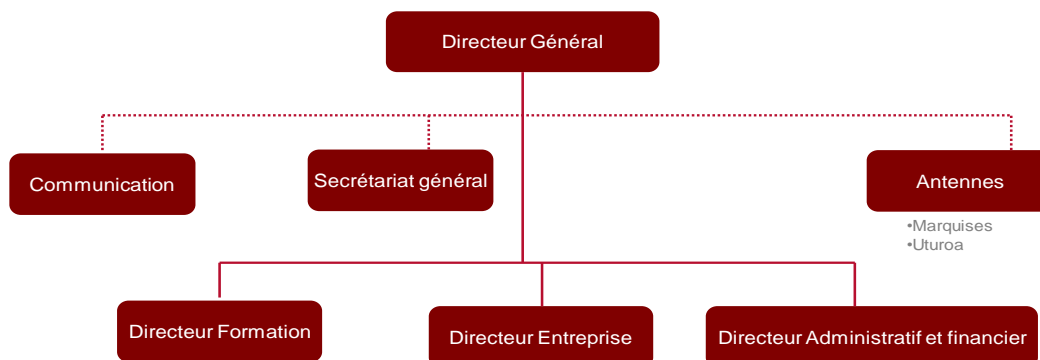 Directeur Général
Communication
Secrétariat général
Antennes
•Marquises
•Uturoa
Directeur Formation
Directeur Entreprise
Directeur Administratif et financier